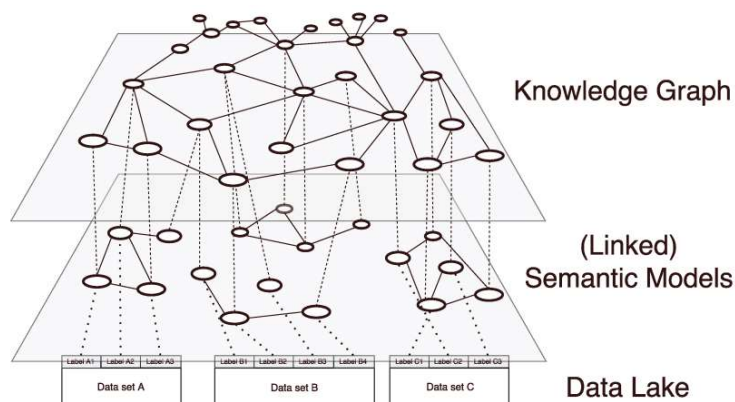 Knowledge Graph
(Linked)
Semantic Models
Label A1 Label A2 Label A3 Label B1 Label B2 Label B3 Label B4 Label C1 Label C2 Label C3
Data set A Data set B Data set C
Data Lake